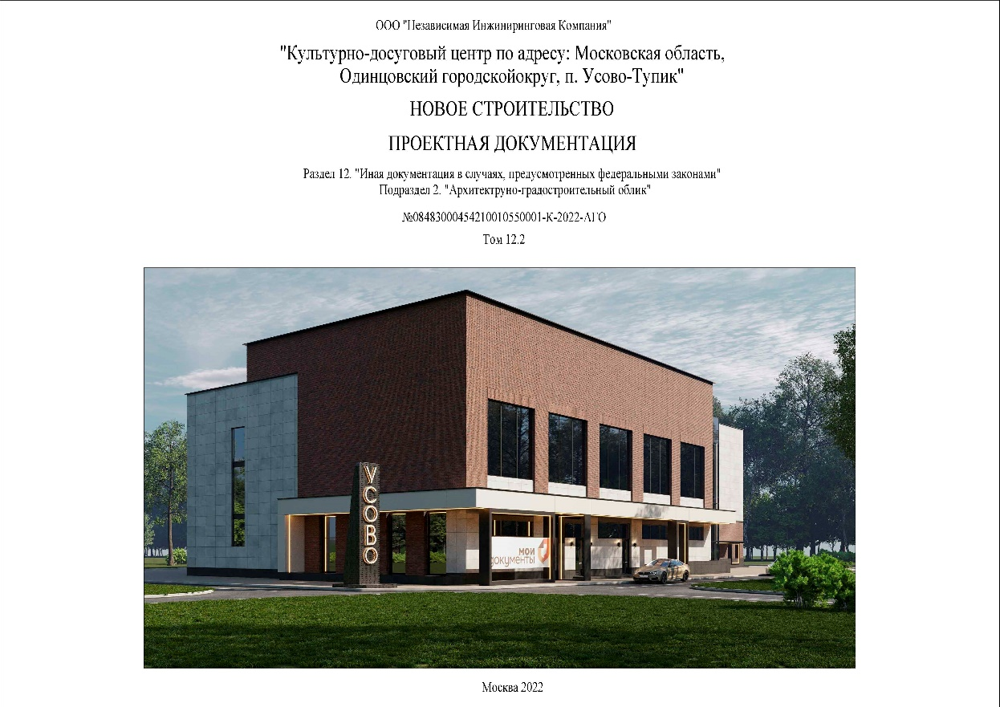 ООО "Независимая Инжиниринговая Компания"
"Культурно-досуговый центр по адресу: Московская область,
Одинцовский городскойокруг, п. Усово-Тупик"
НОВОЕ СТРОИТЕЛЬСТВО
ПРОЕКТНАЯ ДОКУМЕНТАЦИЯ
Раздел 12. "Иная документация в случаях, предусмотренных федеральными законами"
Подраздел 2. "Архитектруно-градостроительный облик"
№08483000454210010550001-К-2022-АГО
Том 12.2
УСОВО
мои
документы
Москва 2022